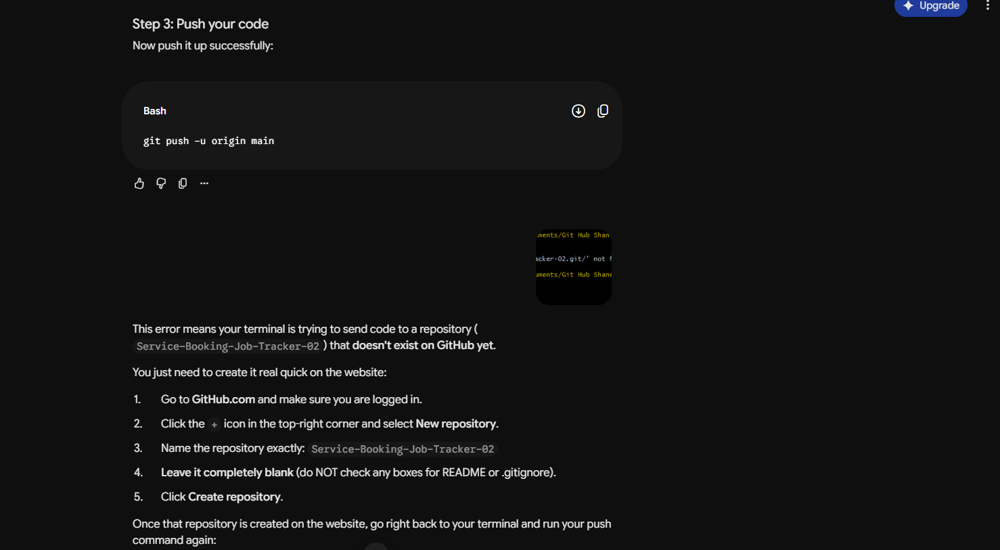 Upgrade
Step 3: Push your code
Now push it up successfully:
Bash
git push -u origin main
ments/Git Hub Shan
acker-02.git/' not f
uments/Git Hub Shane
This error means your terminal is trying to send code to a repository (
Service-Booking-Job-Tracker-02 ) that doesn't exist on GitHub yet.
You just need to create it real quick on the website:
1. Go to GitHub.com and make sure you are logged in.
2. Click the + icon in the top-right corner and select New repository.
3. Name the repository exactly: Service-Booking-Job-Tracker-02
4. Leave it completely blank (do NOT check any boxes for README or .gitignore).
5. Click Create repository.
Once that repository is created on the website, go right back to your terminal and run your push
command again: